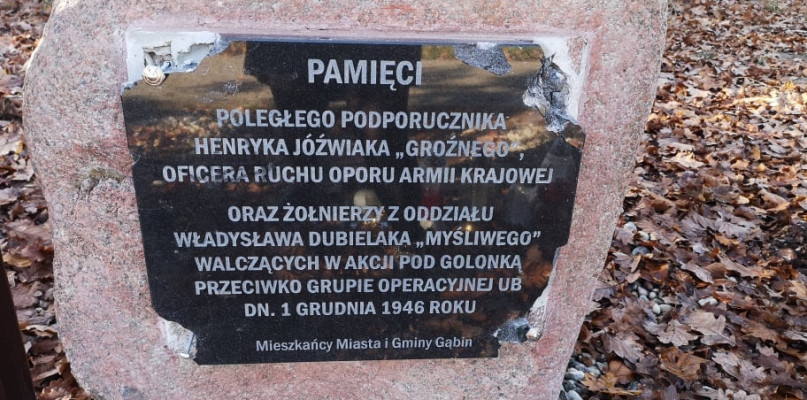 PAMIĘCI
POLEGŁEGO PODPORUCZNIKA
HENRYKA JÓŹWIAKA „GROŹNEGO”,
OFICERA RUCHU OPORU ARMII KRAJOWEJ
ORAZ ŻOŁNIERZY Z ODDZIAŁU
WŁADYSŁAWA DUBIELAKA „MYŚLIWEGO”
WALCZĄCYCH W AKCJI POD GOLONKĄ
PRZECIWKO GRUPIE OPERACYJNEJ UB
DN. 1 GRUDNIA 1946 ROKU
Mieszkańcy Miasta i Gminy Gąbin